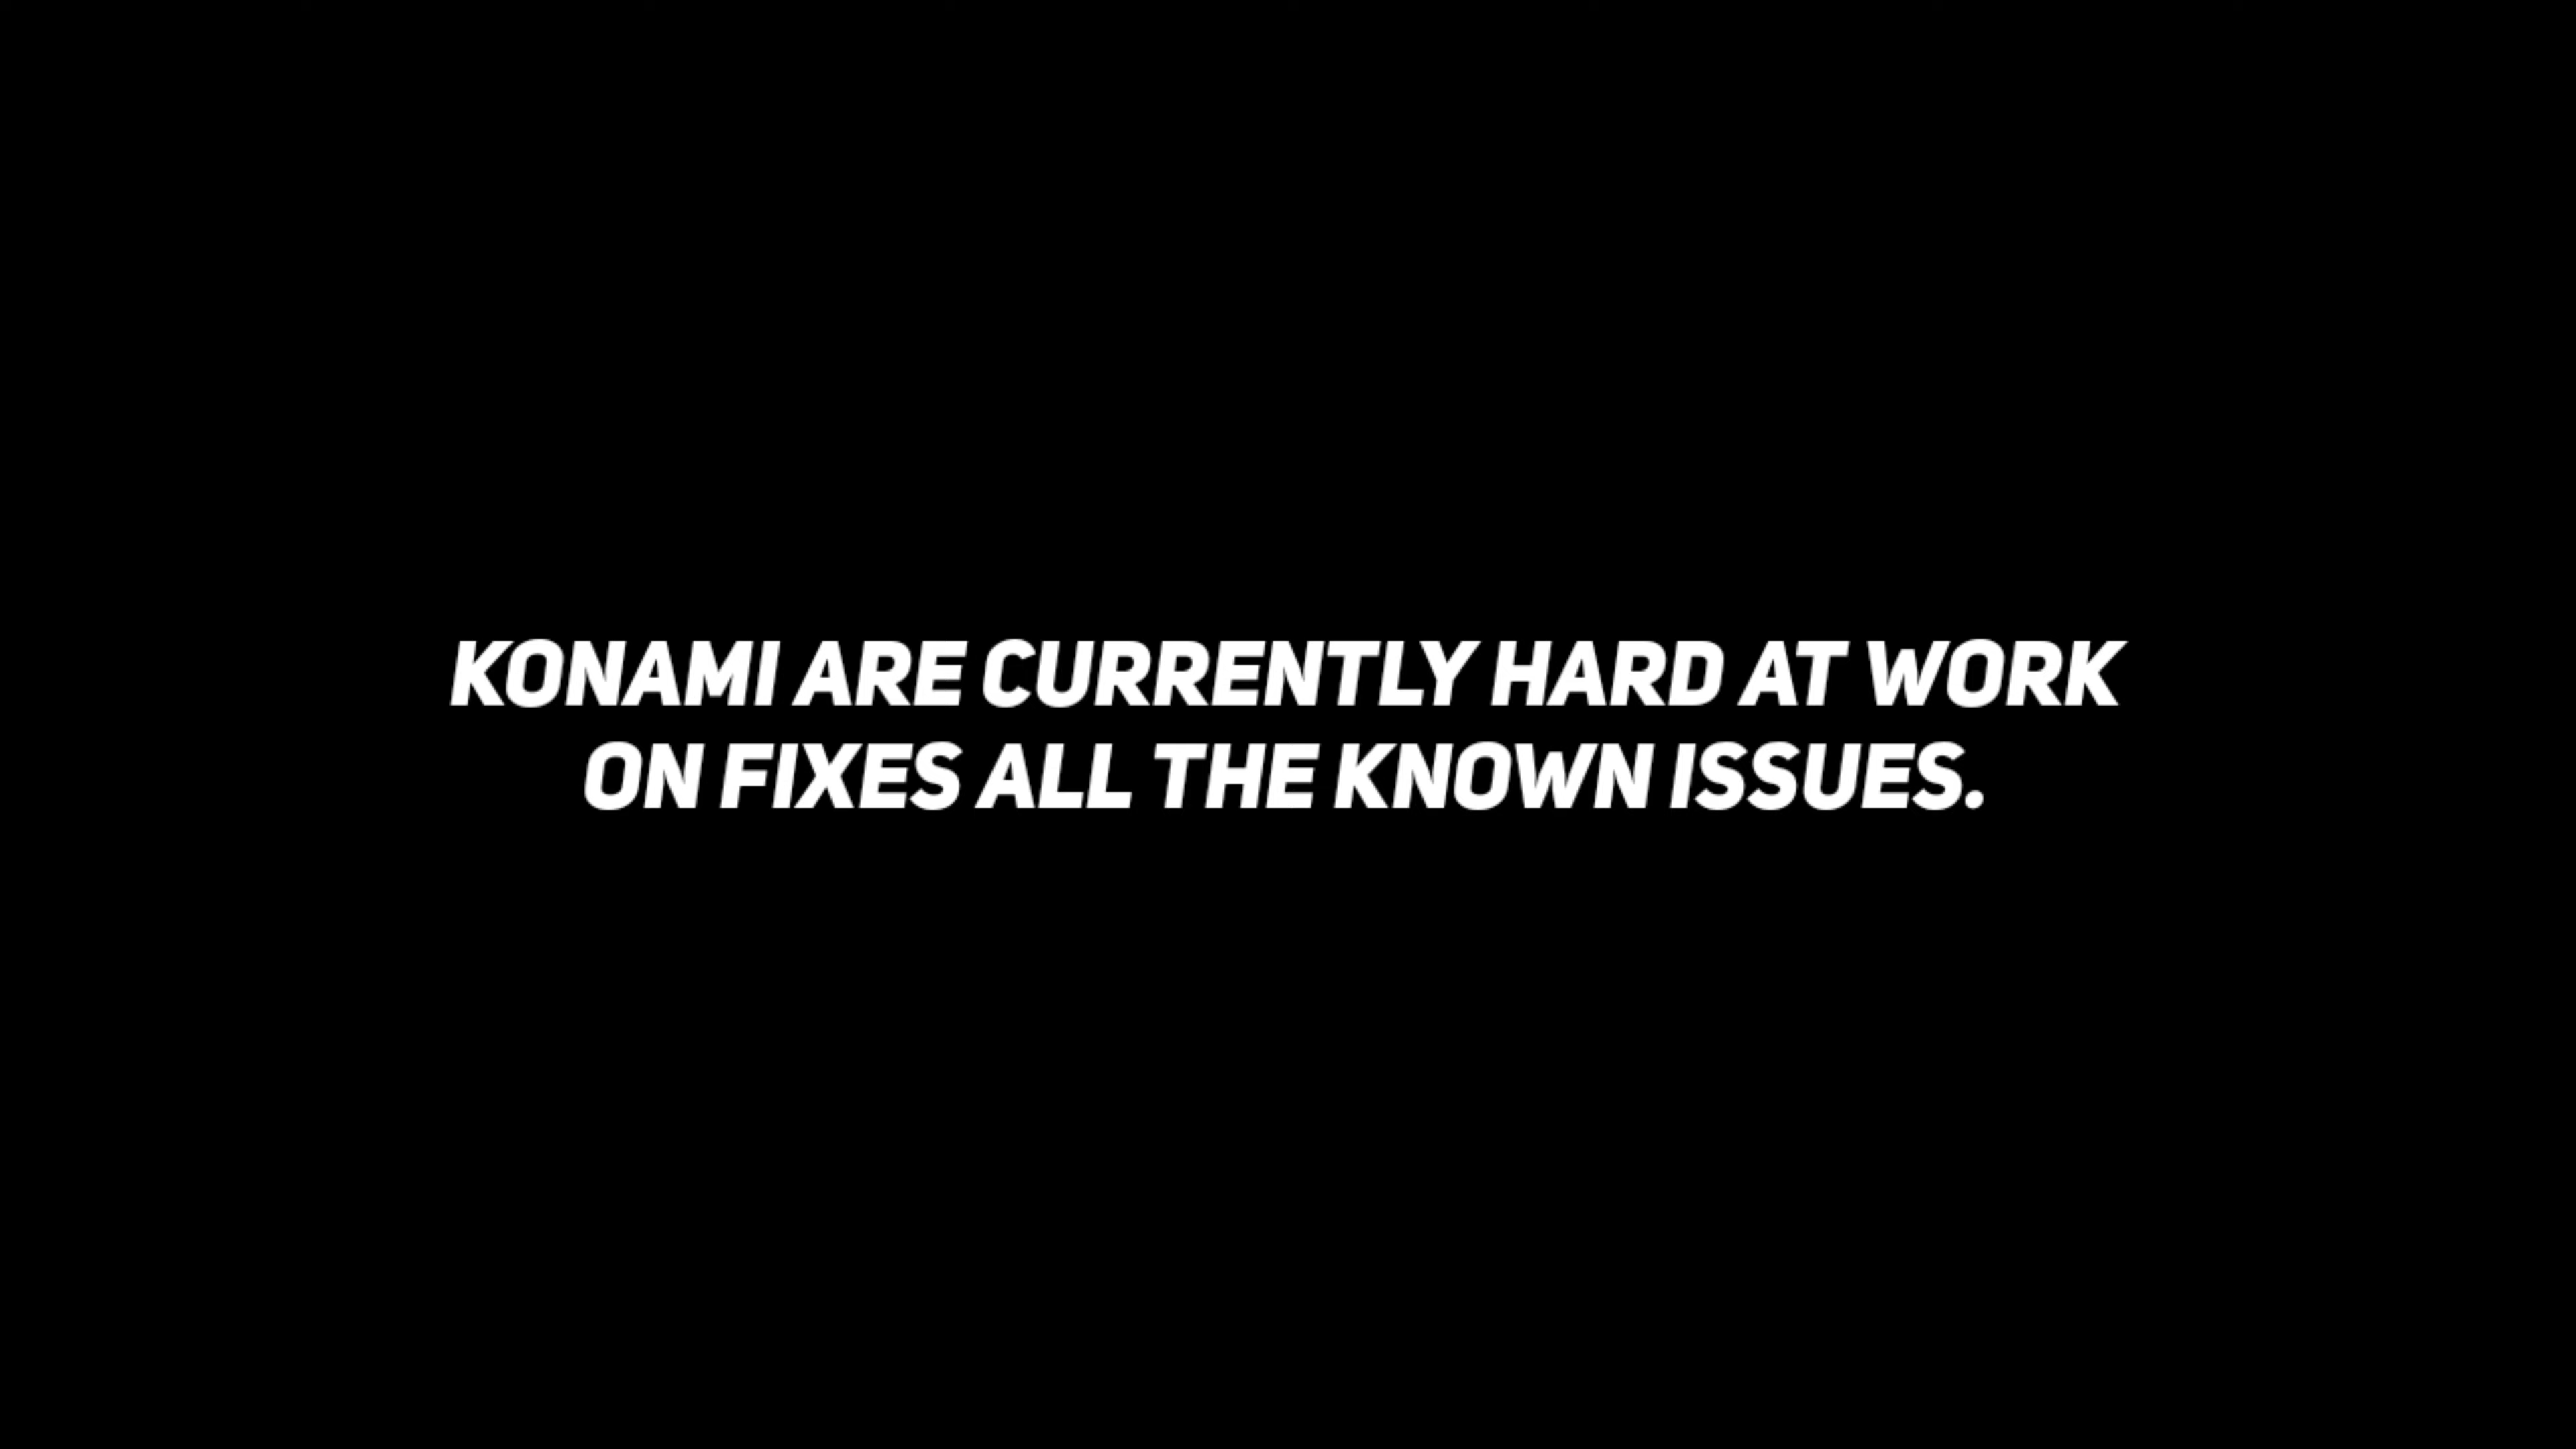 KONAMI ARE CURRENTLY HARD AT WORK
ON FIXES ALL THE KNOWN ISSUES.